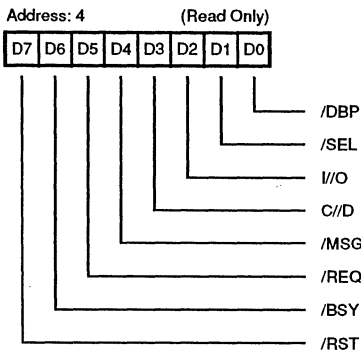 Address: 4 (Read Only)
D7 D6 D5 D4 D3 D2 D1 D0
/DBP
/SEL
I//O
C//D
/MSG
/REQ
/BSY
/RST